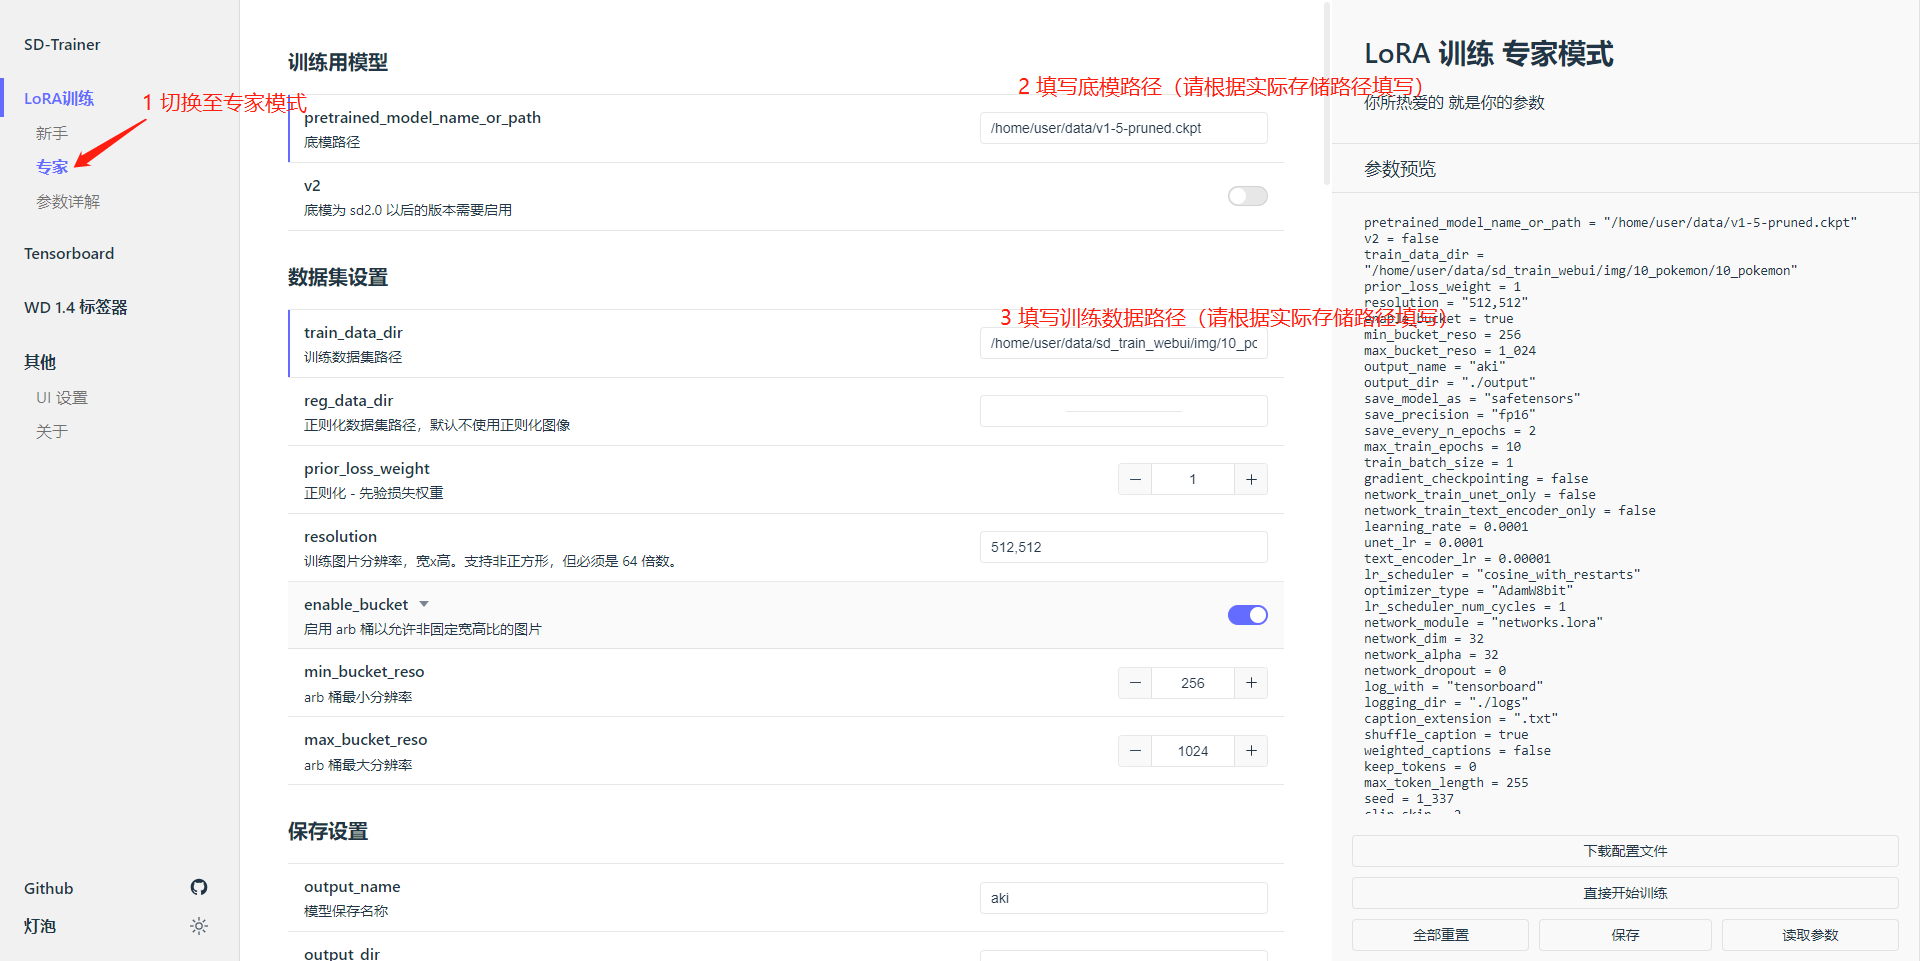 SD-Trainer
LoRA训练
新手
专家
参数详解
Tensorboard
WD 1.4 标签器
其他
UI 设置
关于
Github
灯泡
1 切换至专家模式
训练用模型
2 填写底模路径（请根据实际存储路径填写）
pretrained_model_name_or_path
底模路径
/home/user/data/v1-5-pruned.ckpt
v2
底模为 sd2.0 以后的版本需要启用
数据集设置
3 填写训练数据路径（请根据实际存储路径填写）
train_data_dir
训练数据集路径
/home/user/data/sd_train_webui/img/10_pc
reg_data_dir
正则化数据集路径，默认不使用正则化图像
prior_loss_weight
正则化 - 先验损失权重
1
resolution
训练图片分辨率，宽x高。支持非正方形，但必须是 64 倍数。
512,512
enable_bucket
启用 arb 桶以允许非固定宽高比的图片
min_bucket_reso
arb 桶最小分辨率
256
max_bucket_reso
arb 桶最大分辨率
1024
保存设置
output_name
模型保存名称
aki
output_dir
LoRA 训练 专家模式
你所热爱的 就是你的参数
参数预览
pretrained_model_name_or_path = "/home/user/data/v1-5-pruned.ckpt"
v2 = false
train_data_dir =
"/home/user/data/sd_train_webui/img/10_pokemon/10_pokemon"
prior_loss_weight = 1
resolution = "512,512"
enable_bucket = true
min_bucket_reso = 256
max_bucket_reso = 1_024
output_name = "aki"
output_dir = "./output"
save_model_as = "safetensors"
save_precision = "fp16"
save_every_n_epochs = 2
max_train_epochs = 10
train_batch_size = 1
gradient_checkpointing = false
network_train_unet_only = false
network_train_text_encoder_only = false
learning_rate = 0.0001
unet_lr = 0.0001
text_encoder_lr = 0.00001
lr_scheduler = "cosine_with_restarts"
optimizer_type = "AdamW8bit"
lr_scheduler_num_cycles = 1
network_module = "networks.lora"
network_dim = 32
network_alpha = 32
network_dropout = 0
log_with = "tensorboard"
logging_dir = "./logs"
caption_extension = ".txt"
shuffle_caption = true
weighted_captions = false
keep_tokens = 0
max_token_length = 255
seed = 1_337
clip_skip = 2
下载配置文件
直接开始训练
全部重置
保存
读取参数